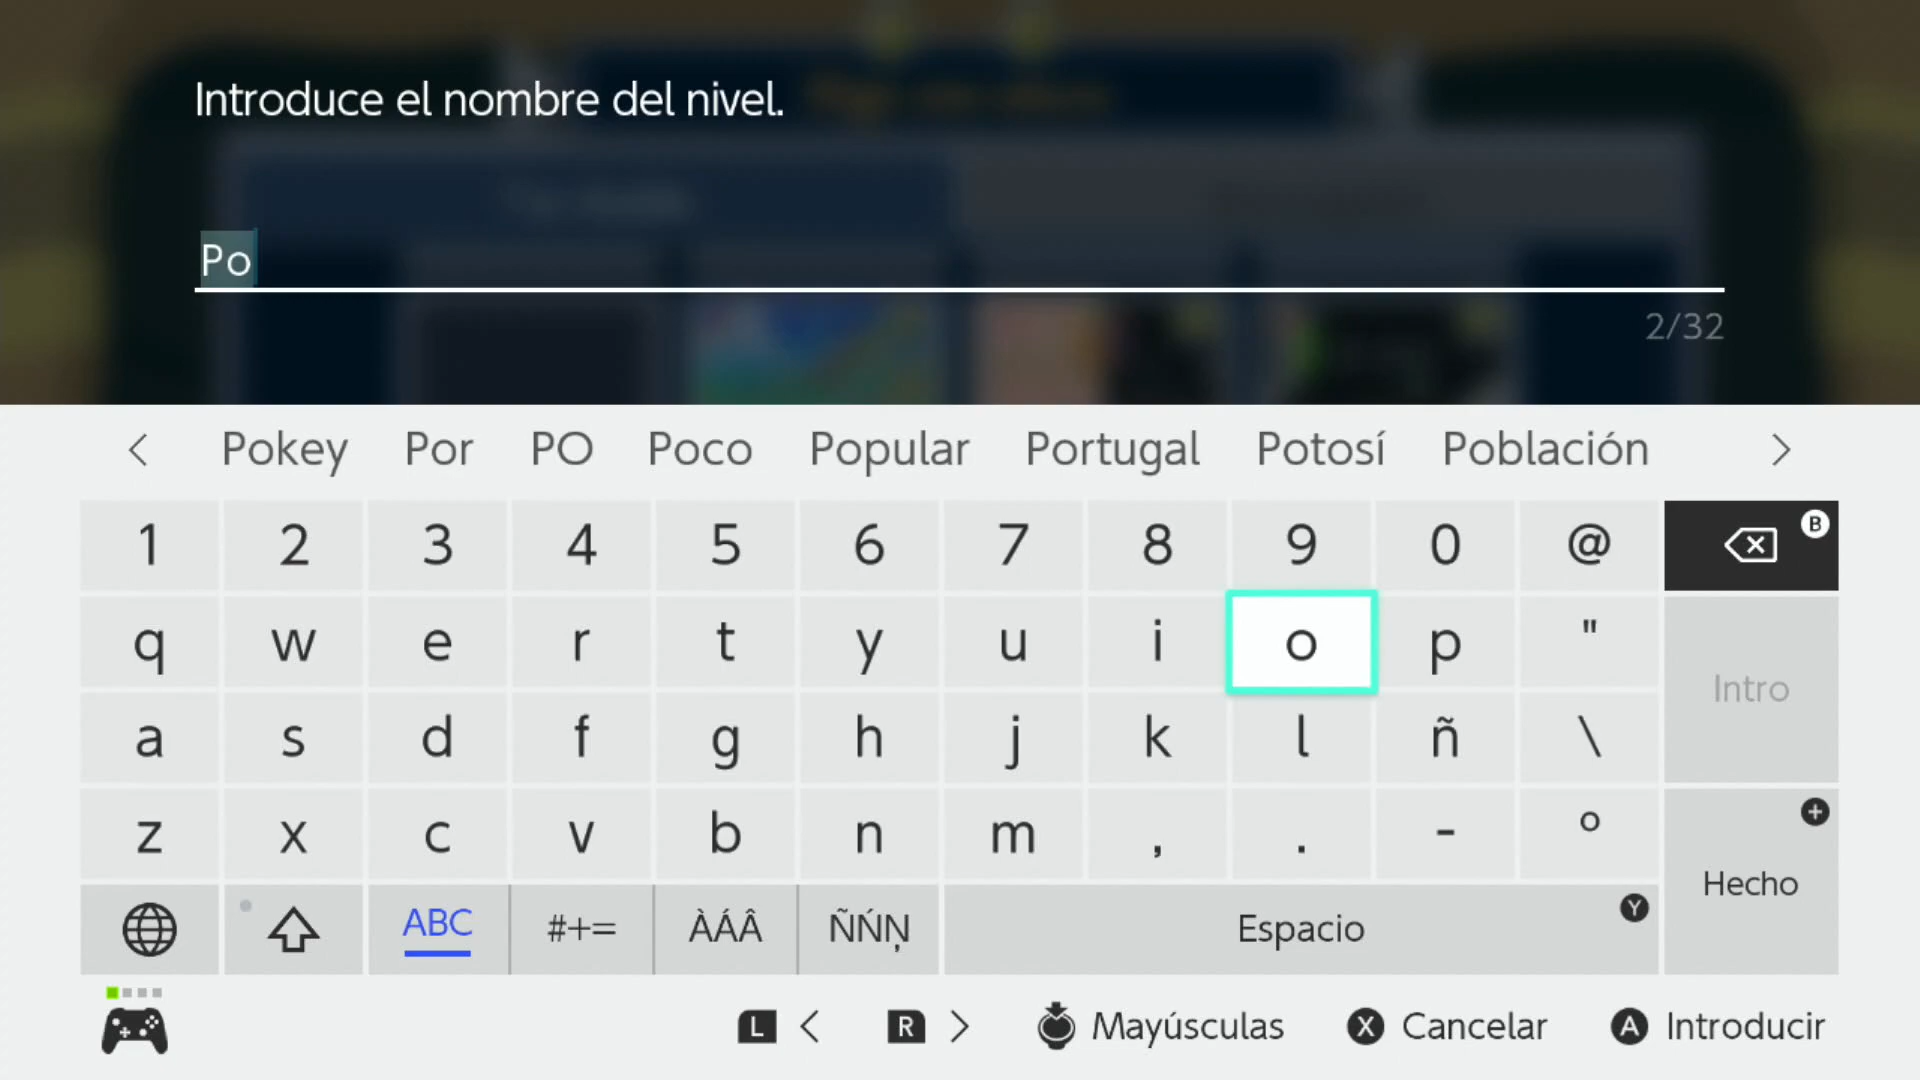 Introduce el nombre del nivel.
Po
2/32
< Pokey Por PO Poco Popular Portugal Potosí Población >
1 2 3 4 5 6 7 8 9 0 @ B
q w e r t y u i o p "
Intro
a s d f g h j k l ñ \
z x c v b n m , . - º +
Hecho
ABC #+= ÀÁÂ ÑŃŅ Espacio Y
L < R > Mayúsculas X Cancelar A Introducir